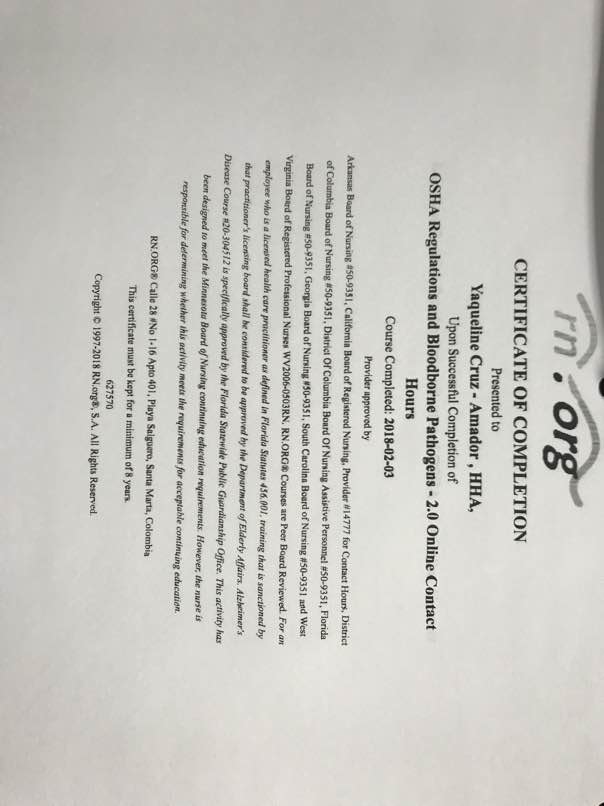 rn.org
CERTIFICATE OF COMPLETION
Presented to
Yaqueline Cruz - Amador , HHA,
Upon Successful Completion of
OSHA Regulations and Bloodborne Pathogens - 2.0 Online Contact
Hours
Course Completed: 2018-02-03
Provider approved by
Arkansas Board of Nursing #50-9351, California Board of Registered Nursing, Provider #14777 for Contact Hours, District
of Columbia Board of Nursing #50-9351, District Of Columbia Board Of Nursing Assistive Personnel #50-9351, Florida
Board of Nursing #50-9351, Georgia Board of Nursing #50-9351, South Carolina Board of Nursing #50-9351 and West
Virginia Board of Registered Professional Nurses WV2006-0503RN. RN.ORG® Courses are Peer Board Reviewed. For an
employee who is a licensed health care practitioner as defined in Florida Statutes 456.001, training that is sanctioned by
that practitioner's licensing board shall be considered to be approved by the Department of Elderly Affairs. Alzheimer's
Disease Course #20-304512 is specifically approved by the Florida Statewide Public Guardianship Office. This activity has
been designed to meet the Minnesota Board of Nursing continuing education requirements. However, the nurse is
responsible for determining whether this activity meets the requirements for acceptable continuing education.
RN.ORG® Calle 28 #No 1-16 Apto 401, Playa Salguero, Santa Marta, Colombia
This certificate must be kept for a minimum of 8 years.
627570
Copyright © 1997-2018 RN.org®, S.A. All Rights Reserved.